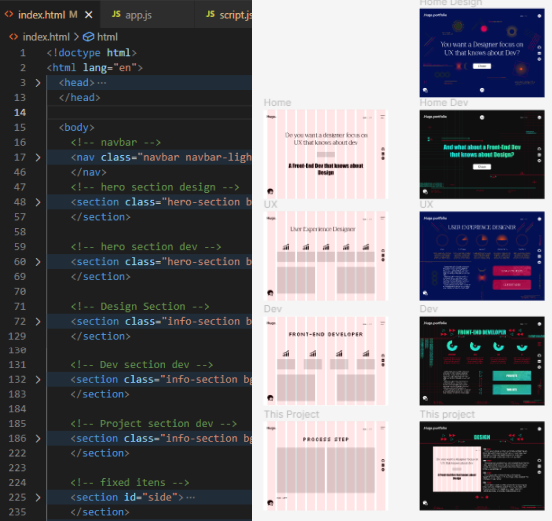 index.html M ×
JS app.js
JS script.js
index.html > html
1 <!doctype html>
2 <html lang="en">
3 > <head>…
13 </head>
14
15 <body>
16 <!-- navbar -->
17 > <nav class="navbar navbar-ligh
46 </nav>
47 <!-- hero section design -->
48 > <section class="hero-section b
57 </section>
58
59 <!-- hero section dev -->
60 > <section class="hero-section b
69 </section>
70
71 <!-- Design Section -->
72 > <section class="info-section b
129 </section>
130
131 <!-- Dev section dev -->
132 > <section class="info-section bg
183 </section>
184
185 <!-- Project section dev -->
186 > <section class="info-section bg
222 </section>
223
224 <!-- fixed itens -->
225 > <section id="side">…
235 </section>
Home Design
Hugo portfolio
You want a Designer focus on
UX that knows about Dev?
Home
Hugo.
Do you want a designer focus on
UX that knows about dev
A Front-End Dev that knows about
Design
Home Dev
Hugo portfolio
And what about a Front-End Dev
that knows about Design?
UX
User Experience Designer
UX
Hugo portfolio
USER EXPERIENCE DESIGNER
Dev
FRONT-END DEVELOPER
Dev
Hugo portfolio
FRONT-END DEVELOPER
This Project
PROCESS STEP
This project
Hugo portfolio
DESIGN